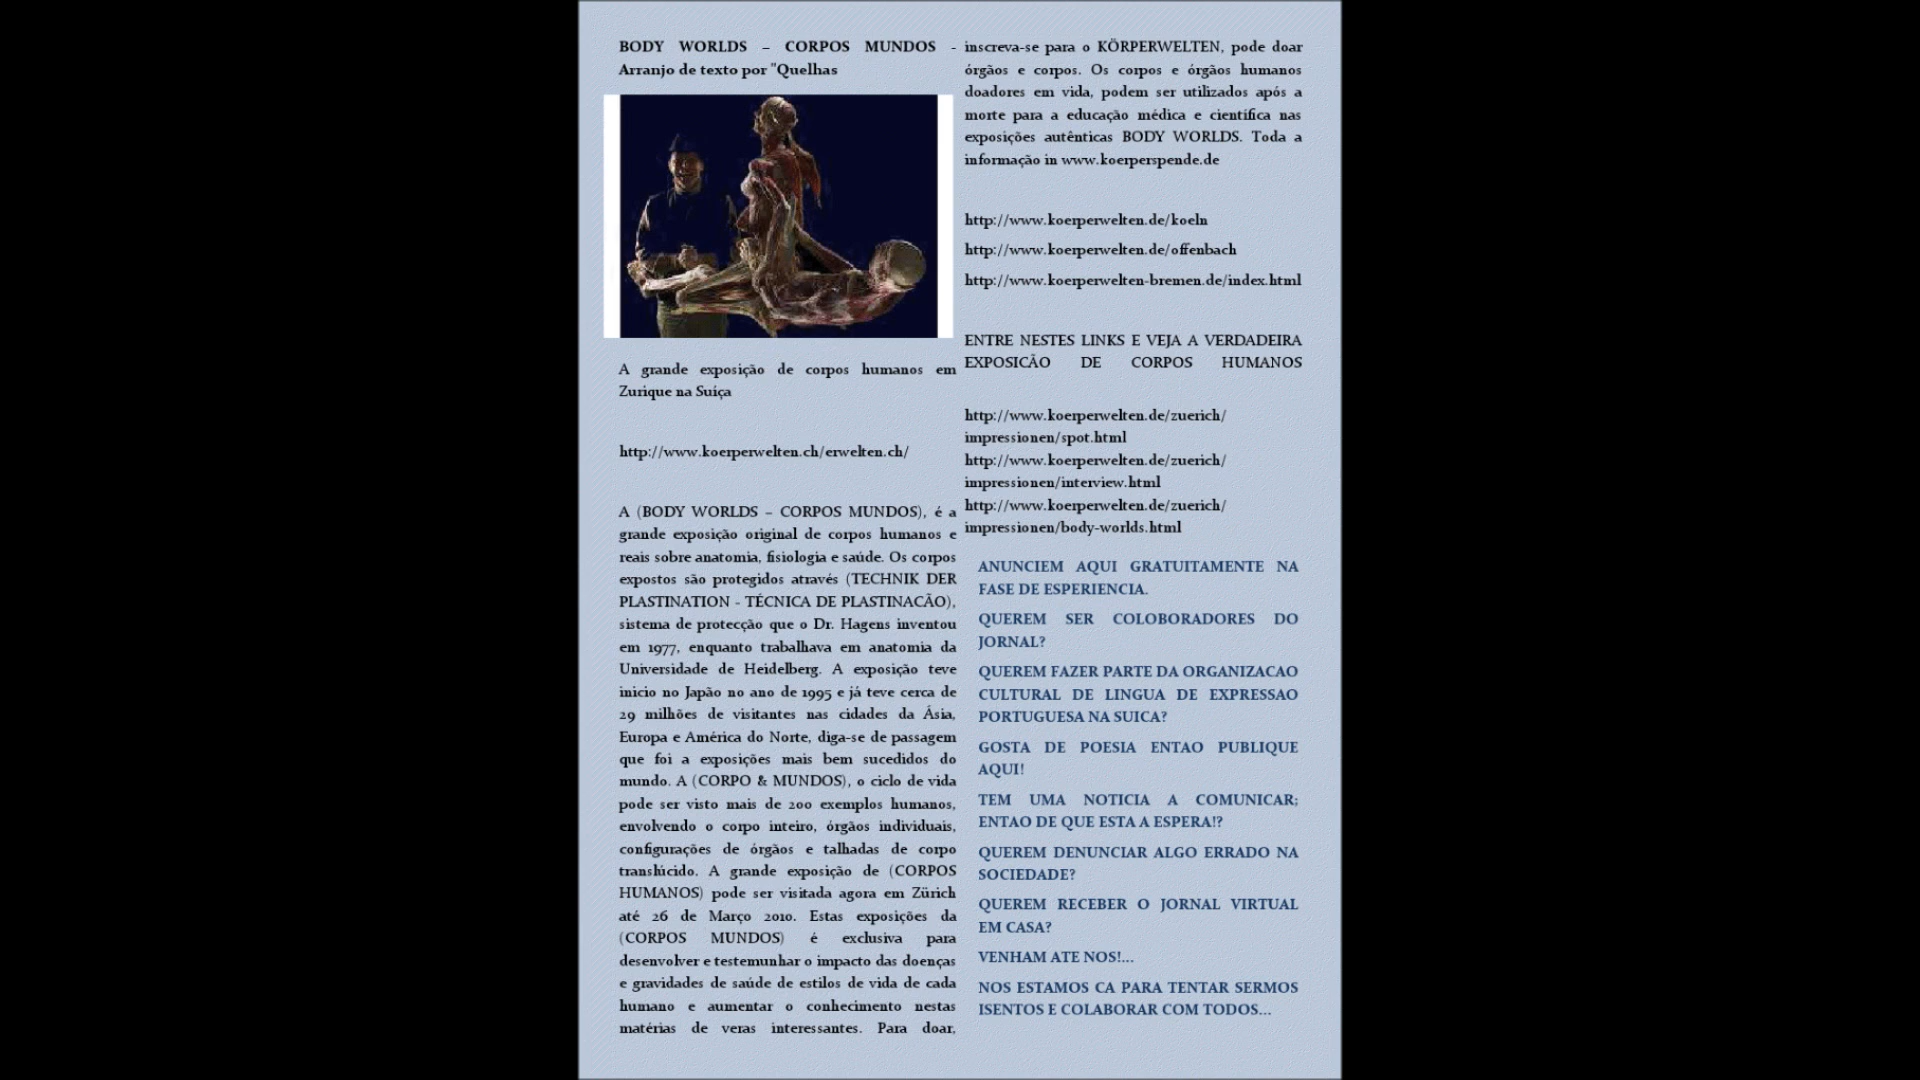 BODY WORLDS – CORPOS MUNDOS -
Arranjo de texto por "Quelhas
A grande exposição de corpos humanos em
Zurique na Suíça
http://www.koerperwelten.ch/erwelten.ch/
A (BODY WORLDS – CORPOS MUNDOS), é a
grande exposição original de corpos humanos e
reais sobre anatomia, fisiologia e saúde. Os corpos
expostos são protegidos através (TECHNIK DER
PLASTINATION - TÉCNICA DE PLASTINACÃO),
sistema de protecção que o Dr. Hagens inventou
em 1977, enquanto trabalhava em anatomia da
Universidade de Heidelberg. A exposição teve
inicio no Japão no ano de 1995 e já teve cerca de
29 milhões de visitantes nas cidades da Ásia,
Europa e América do Norte, diga-se de passagem
que foi a exposições mais bem sucedidos do
mundo. A (CORPO & MUNDOS), o ciclo de vida
pode ser visto mais de 200 exemplos humanos,
envolvendo o corpo inteiro, órgãos individuais,
configurações de órgãos e talhadas de corpo
translúcido. A grande exposição de (CORPOS
HUMANOS) pode ser visitada agora em Zürich
até 26 de Março 2010. Estas exposições da
(CORPOS MUNDOS) é exclusiva para
desenvolver e testemunhar o impacto das doenças
e gravidades de saúde de estilos de vida de cada
humano e aumentar o conhecimento nestas
matérias de veras interessantes. Para doar,
inscreva-se para o KÖRPERWELTEN, pode doar
órgãos e corpos. Os corpos e órgãos humanos
doadores em vida, podem ser utilizados após a
morte para a educação médica e científica nas
exposições autênticas BODY WORLDS. Toda a
informação in www.koerperspende.de
http://www.koerperwelten.de/koeln
http://www.koerperwelten.de/offenbach
http://www.koerperwelten-bremen.de/index.html
ENTRE NESTES LINKS E VEJA A VERDADEIRA
EXPOSICÃO DE CORPOS HUMANOS
http://www.koerperwelten.de/zuerich/
impressionen/spot.html
http://www.koerperwelten.de/zuerich/
impressionen/interview.html
http://www.koerperwelten.de/zuerich/
impressionen/body-worlds.html
ANUNCIEM AQUI GRATUITAMENTE NA
FASE DE ESPERIENCIA.
QUEREM SER COLOBORADORES DO
JORNAL?
QUEREM FAZER PARTE DA ORGANIZACAO
CULTURAL DE LINGUA DE EXPRESSAO
PORTUGUESA NA SUICA?
GOSTA DE POESIA ENTAO PUBLIQUE
AQUI!
TEM UMA NOTICIA A COMUNICAR;
ENTAO DE QUE ESTA A ESPERA!?
QUEREM DENUNCIAR ALGO ERRADO NA
SOCIEDADE?
QUEREM RECEBER O JORNAL VIRTUAL
EM CASA?
VENHAM ATE NOS!...
NOS ESTAMOS CA PARA TENTAR SERMOS
ISENTOS E COLABORAR COM TODOS...